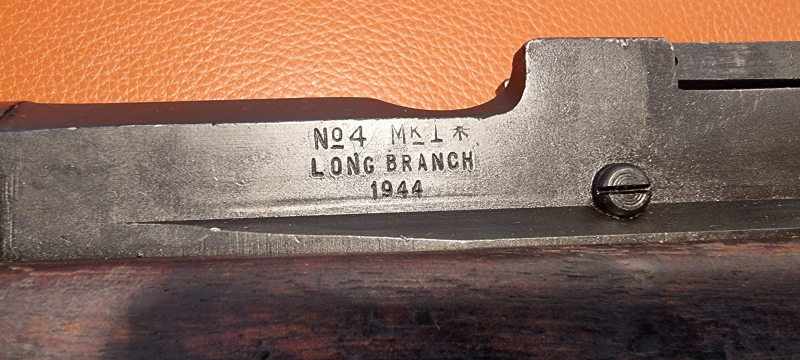 Nº4 MK I *
LONG BRANCH
1944